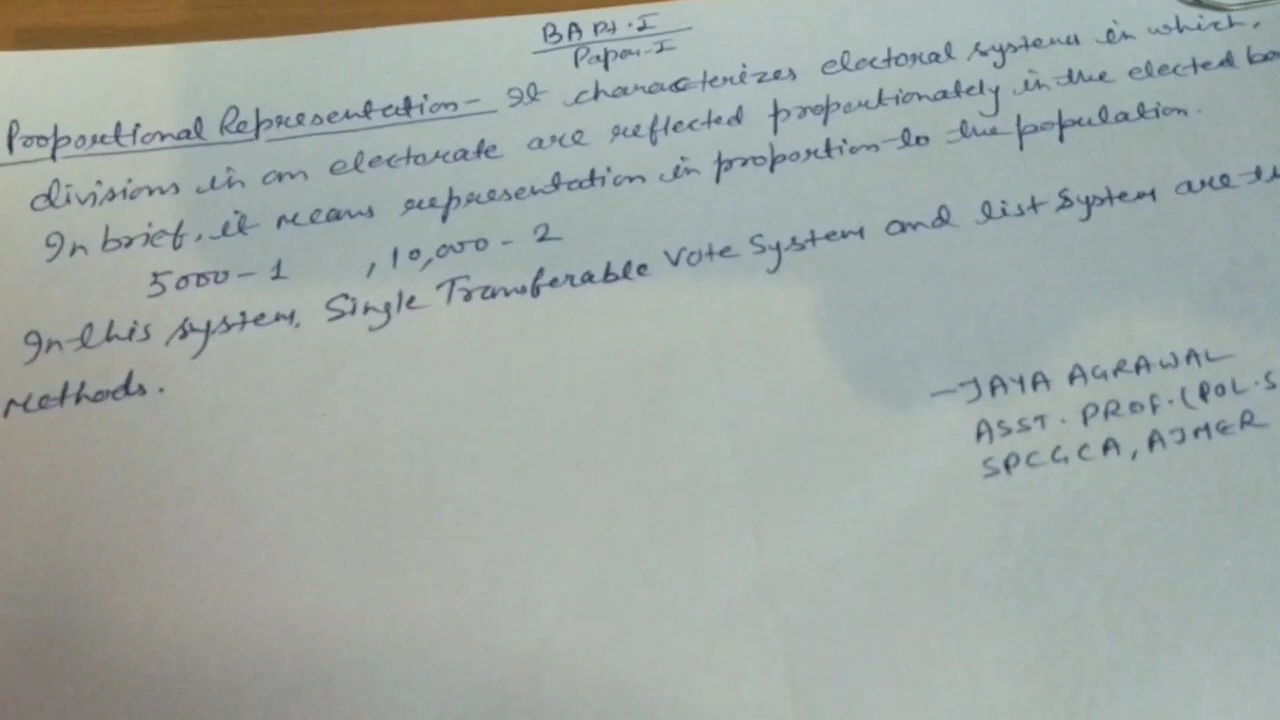 BA Pt.I
Paper-I
Proportional Representation - It characterizes electoral systems in which,
divisions in an electorate are reflected proportionately in the elected bo
In brief, it means representation in proportion to the population.
5000-1 , 10,000-2
In this system, Single Transferable Vote System and list System are
methods.
-JAYA AGRAWAL
ASST. PROF. (POL.S
SPCGCA, AJMER